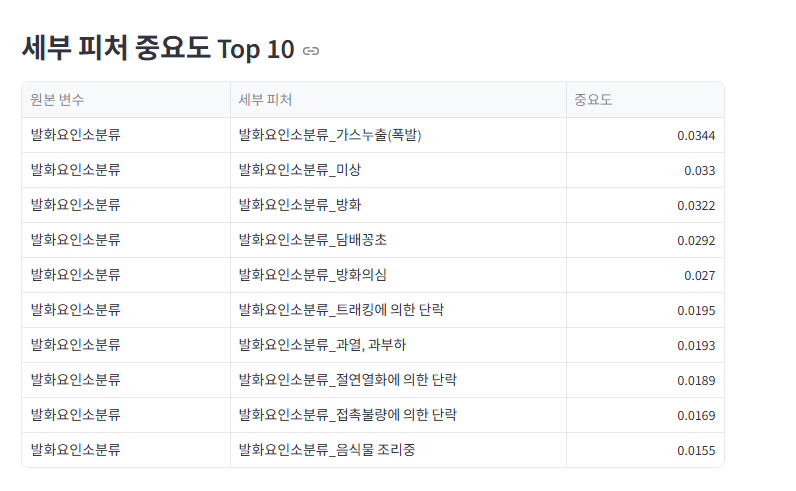 세부 피처 중요도 Top 10
원본 변수 세부 피처 중요도
발화요인소분류 발화요인소분류_가스누출(폭발) 0.0344
발화요인소분류 발화요인소분류_미상 0.033
발화요인소분류 발화요인소분류_방화 0.0322
발화요인소분류 발화요인소분류_담배꽁초 0.0292
발화요인소분류 발화요인소분류_방화의심 0.027
발화요인소분류 발화요인소분류_트래킹에 의한 단락 0.0195
발화요인소분류 발화요인소분류_과열, 과부하 0.0193
발화요인소분류 발화요인소분류_절연열화에 의한 단락 0.0189
발화요인소분류 발화요인소분류_접촉불량에 의한 단락 0.0169
발화요인소분류 발화요인소분류_음식물 조리중 0.0155